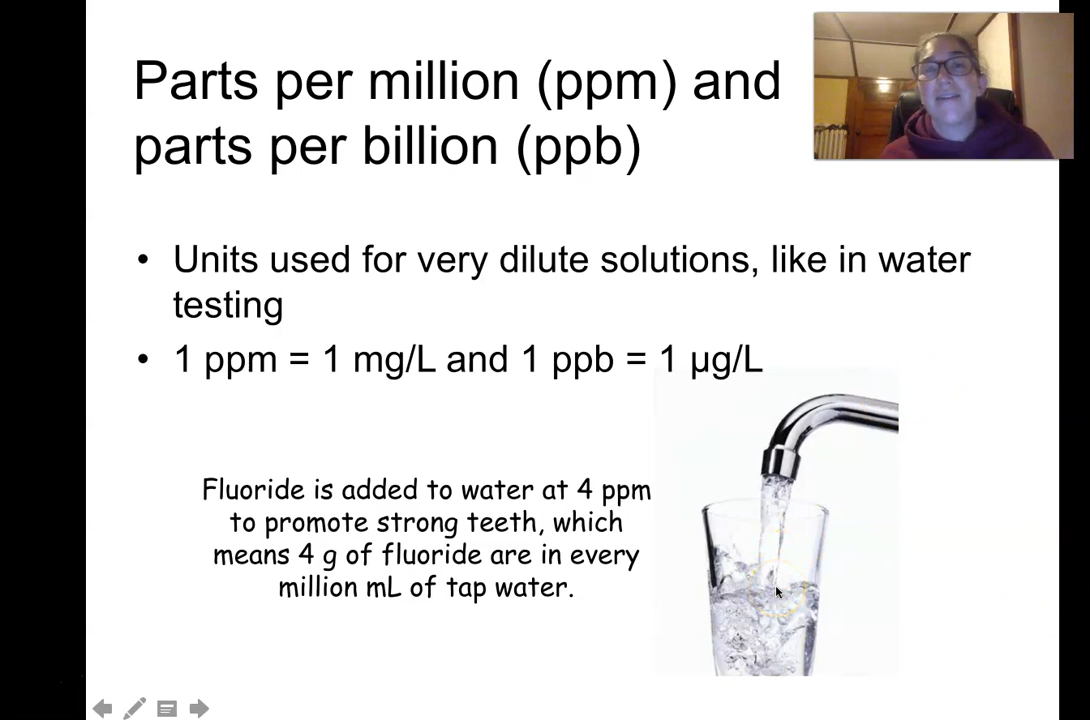 Parts per million (ppm) and
parts per billion (ppb)
• Units used for very dilute solutions, like in water
testing
• 1 ppm = 1 mg/L and 1 ppb = 1 µg/L
Fluoride is added to water at 4 ppm
to promote strong teeth, which
means 4 g of fluoride are in every
million mL of tap water.